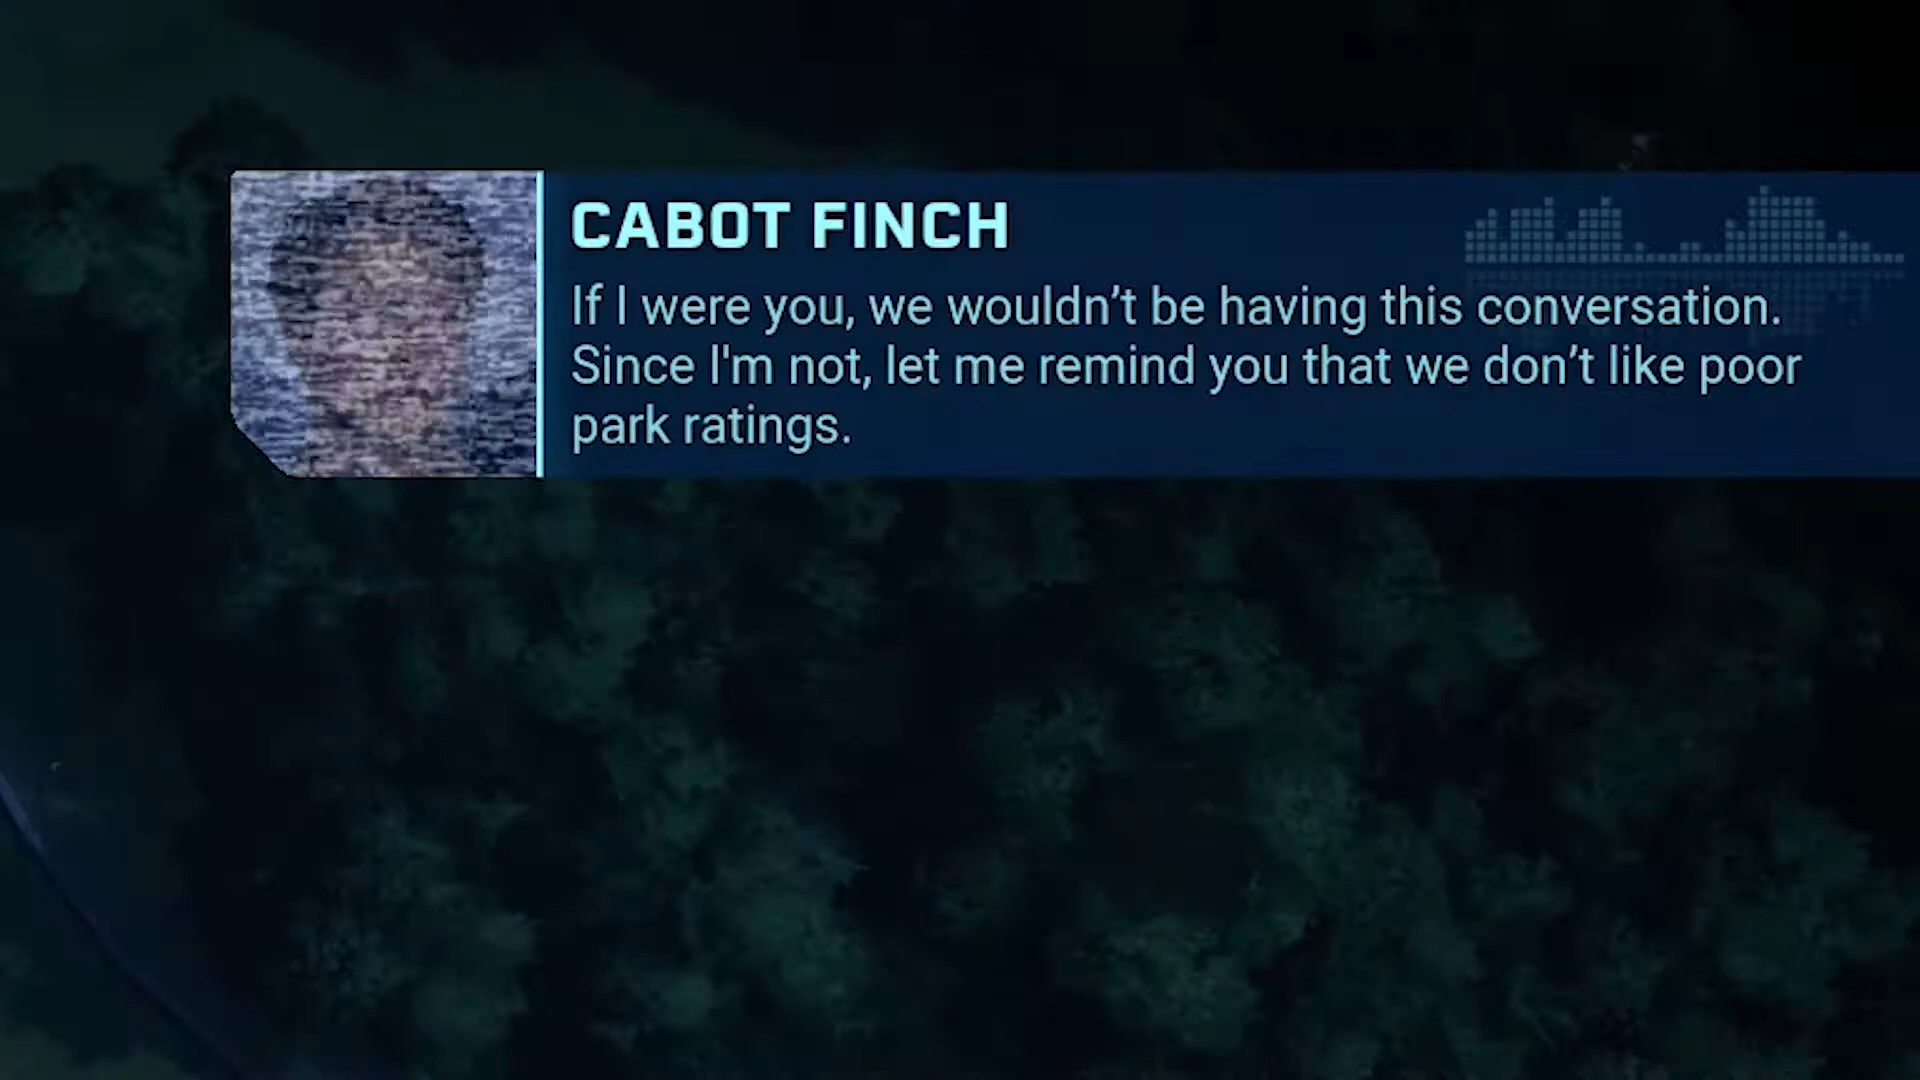 CABOT FINCH
If I were you, we wouldn’t be having this conversation.
Since I'm not, let me remind you that we don’t like poor
park ratings.